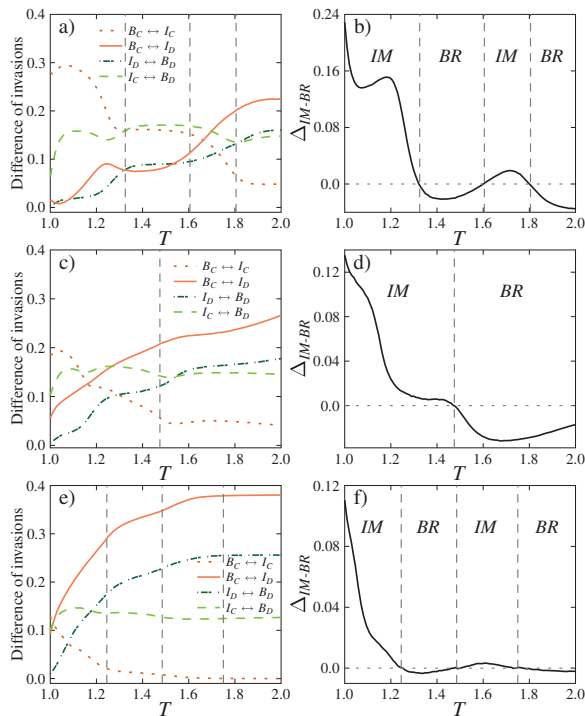 a)
B_C ↔ I_C
B_C ↔ I_D
I_D ↔ B_D
I_C ↔ B_D
Difference of invasions
0.4
0.3
0.2
0.1
0.0
1.0 1.2 1.4 1.6 1.8 2.0
T
b)
IM BR IM BR
Δ_IM-BR
0.24
0.16
0.08
0.00
1.0 1.2 1.4 1.6 1.8 2.0
T
c)
B_C ↔ I_C
B_C ↔ I_D
I_D ↔ B_D
I_C ↔ B_D
Difference of invasions
0.4
0.3
0.2
0.1
0.0
1.0 1.2 1.4 1.6 1.8 2.0
T
d)
IM BR
Δ_IM-BR
0.12
0.08
0.04
0.00
1.0 1.2 1.4 1.6 1.8 2.0
T
e)
B_C ↔ I_C
B_C ↔ I_D
I_D ↔ B_D
I_C ↔ B_D
Difference of invasions
0.4
0.3
0.2
0.1
0.0
1.0 1.2 1.4 1.6 1.8 2.0
T
f)
IM BR IM BR
Δ_IM-BR
0.12
0.08
0.04
0.00
1.0 1.2 1.4 1.6 1.8 2.0
T